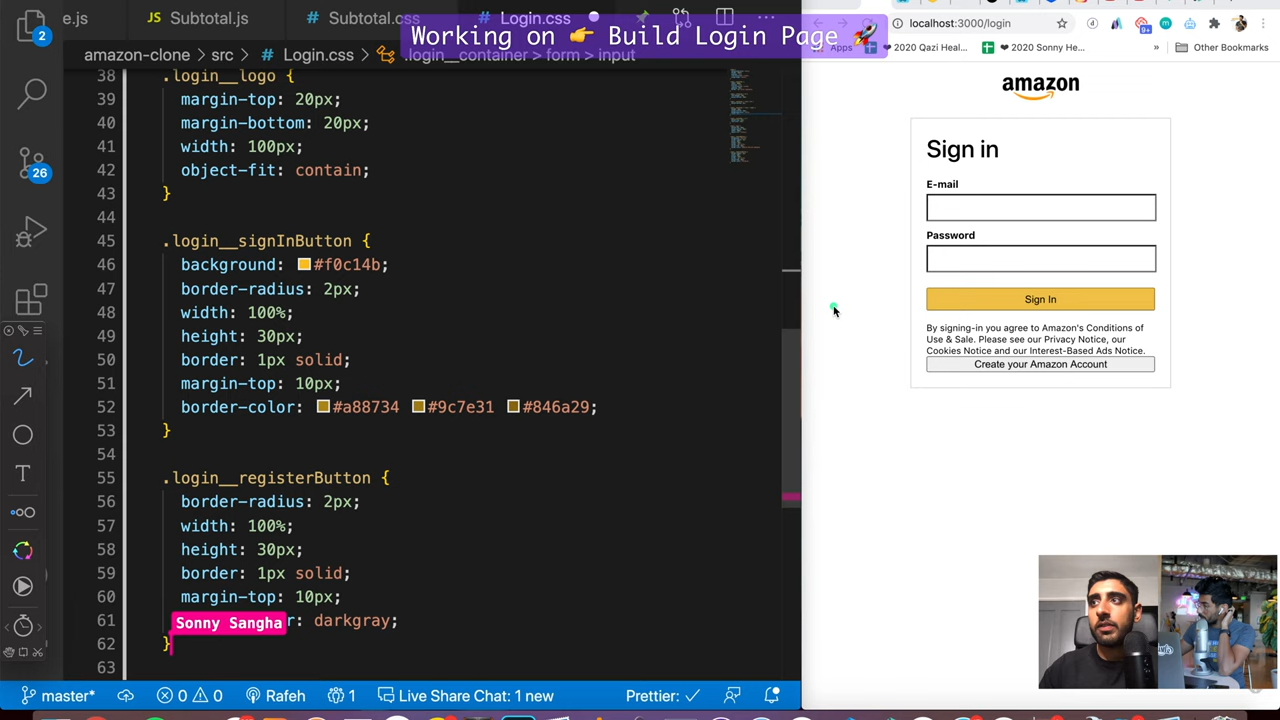 e.js
JS Subtotal.js
Subtotal.css
Login.css
Working on 👉 Build Login Page 🚀
amazon-clone
src
Login.css
.login__container > form > input
38 .login__logo {
39 margin-top: 20px;
40 margin-bottom: 20px;
41 width: 100px;
42 object-fit: contain;
43 }
44
45 .login__signInButton {
46 background: #f0c14b;
47 border-radius: 2px;
48 width: 100%;
49 height: 30px;
50 border: 1px solid;
51 margin-top: 10px;
52 border-color: #a88734 #9c7e31 #846a29;
53 }
54
55 .login__registerButton {
56 border-radius: 2px;
57 width: 100%;
58 height: 30px;
59 border: 1px solid;
60 margin-top: 10px;
61 r: darkgray;
Sonny Sangha
62 }
63
2
26
master*
0 0
Rafeh
1
Live Share Chat: 1 new
Prettier: ✓
localhost:3000/login
9+
Apps
❤ 2020 Qazi Heal...
❤ 2020 Sonny He...
»
Other Bookmarks
amazon
Sign in
E-mail
Password
Sign In
By signing-in you agree to Amazon's Conditions of
Use & Sale. Please see our Privacy Notice, our
Cookies Notice and our Interest-Based Ads Notice.
Create your Amazon Account